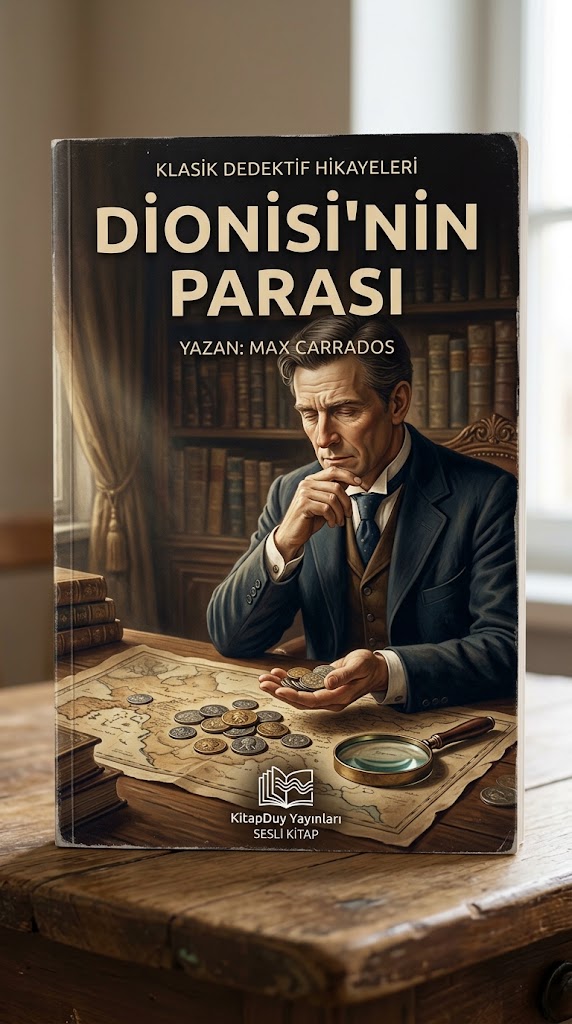 KLASİK DEDEKTİF HİKAYELERİ
DİONİSİ'NİN
PARASI
YAZAN: MAX CARRADOS
KitapDuy Yayınları
SESLİ KİTAP